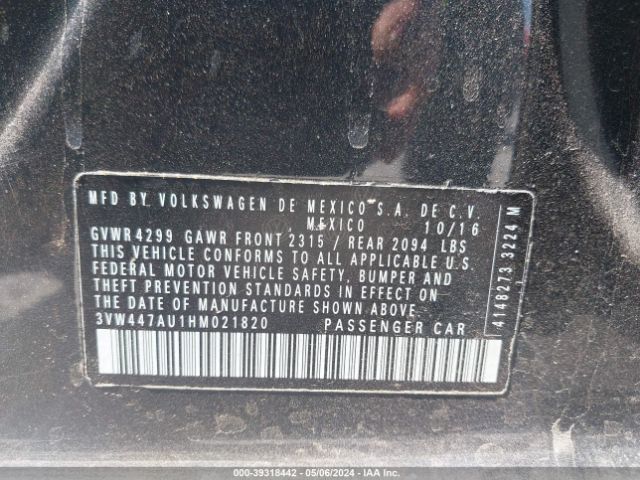 MFD BY VOLKSWAGEN DE MEXICO S.A. DE C.V.
MEXICO 10/16
GVWR 4299 GAWR FRONT 2315 / REAR 2094 LBS
THIS VEHICLE CONFORMS TO ALL APPLICABLE U.S.
FEDERAL MOTOR VEHICLE SAFETY, BUMPER AND
THEFT PREVENTION STANDARDS IN EFFECT ON
THE DATE OF MANUFACTURE SHOWN ABOVE.
3VW447AU1HM021820 PASSENGER CAR
4148273 3224 M
000-39318442 - 05/06/2024 - IAA Inc.